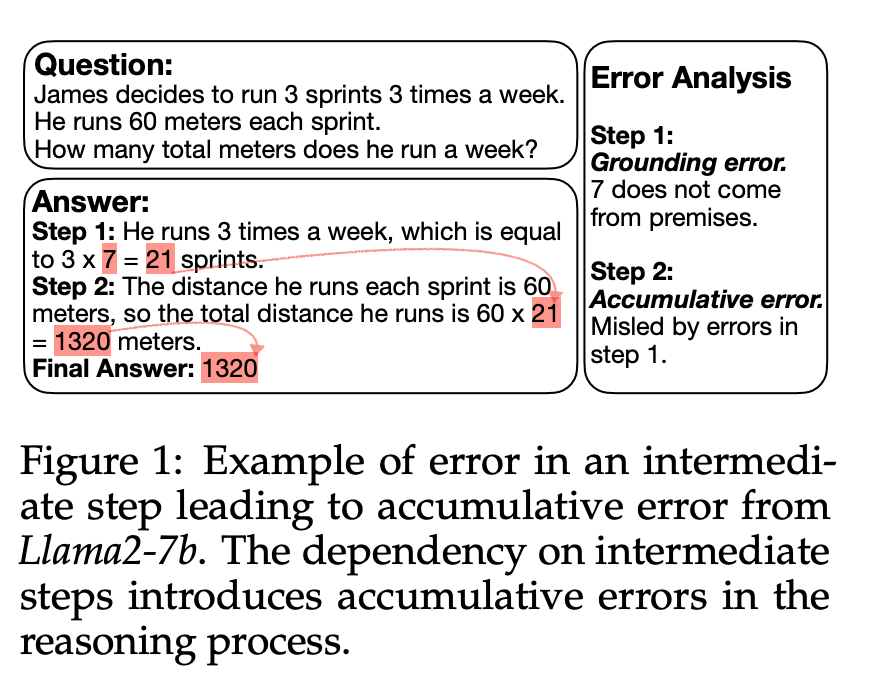 Question:
James decides to run 3 sprints 3 times a week.
He runs 60 meters each sprint.
How many total meters does he run a week?
Answer:
Step 1: He runs 3 times a week, which is equal
to 3 x 7 = 21 sprints.
Step 2: The distance he runs each sprint is 60
meters, so the total distance he runs is 60 x 21
= 1320 meters.
Final Answer: 1320
Error Analysis
Step 1:
Grounding error.
7 does not come
from premises.
Step 2:
Accumulative error.
Misled by errors in
step 1.
Figure 1: Example of error in an intermedi-
ate step leading to accumulative error from
Llama2-7b. The dependency on intermediate
steps introduces accumulative errors in the
reasoning process.